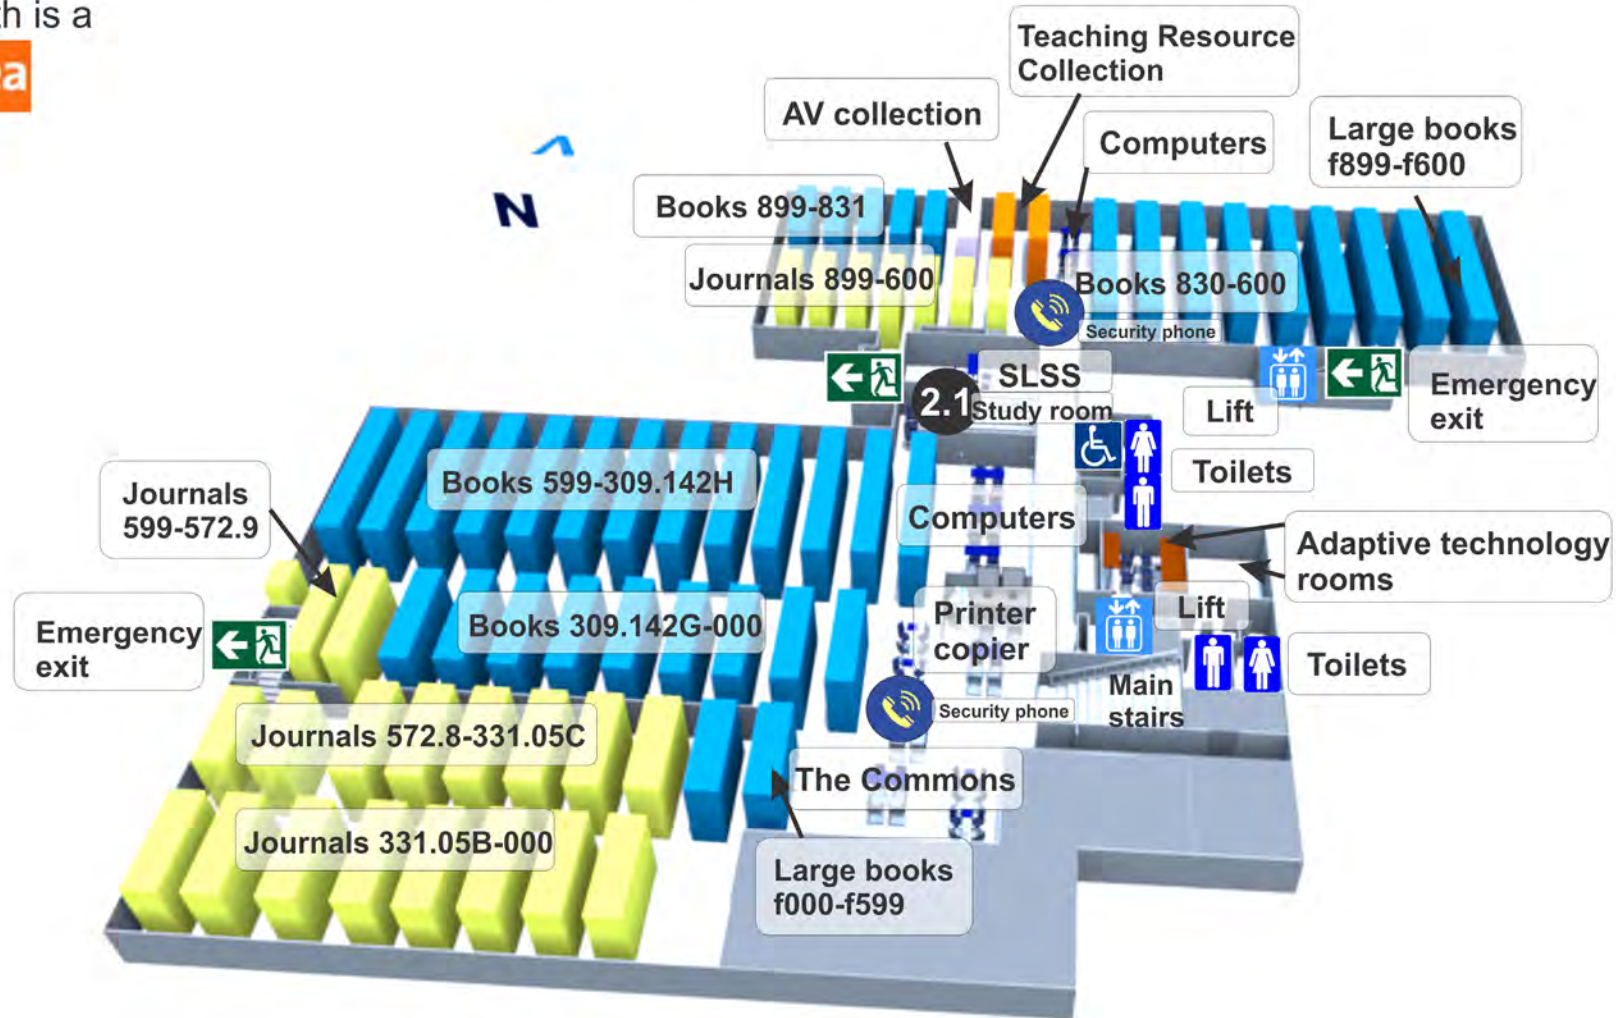 is a
Teaching Resource
Collection
AV collection
Computers
Large books
f899-f600
N
Books 899-831
Journals 899-600
Books 830-600
Security phone
SLSS
2.1
Study room
Lift
Emergency
exit
Toilets
Books 599-309.142H
Journals
599-572.9
Computers
Adaptive technology
rooms
Lift
Printer
copier
Books 309.142G-000
Emergency
exit
Toilets
Main
stairs
Security phone
Journals 572.8-331.05C
The Commons
Journals 331.05B-000
Large books
f000-f599